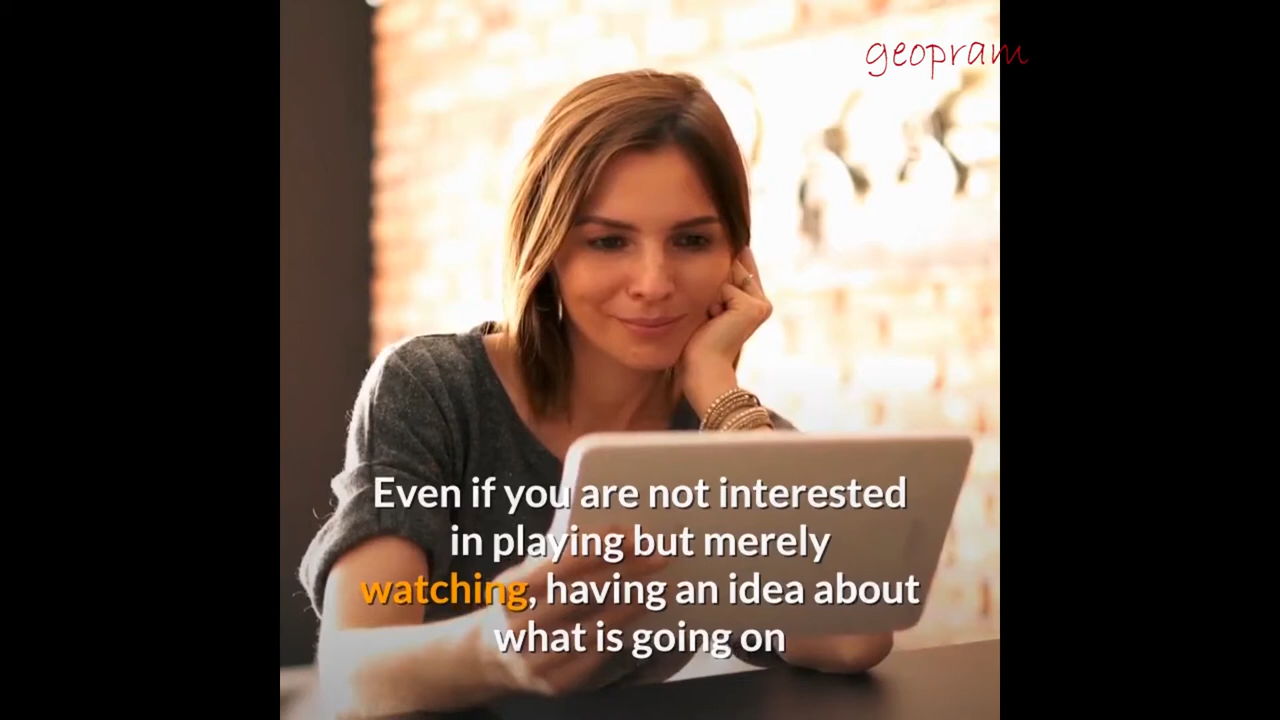 geopram
Even if you are not interested
in playing but merely
watching, having an idea about
what is going on